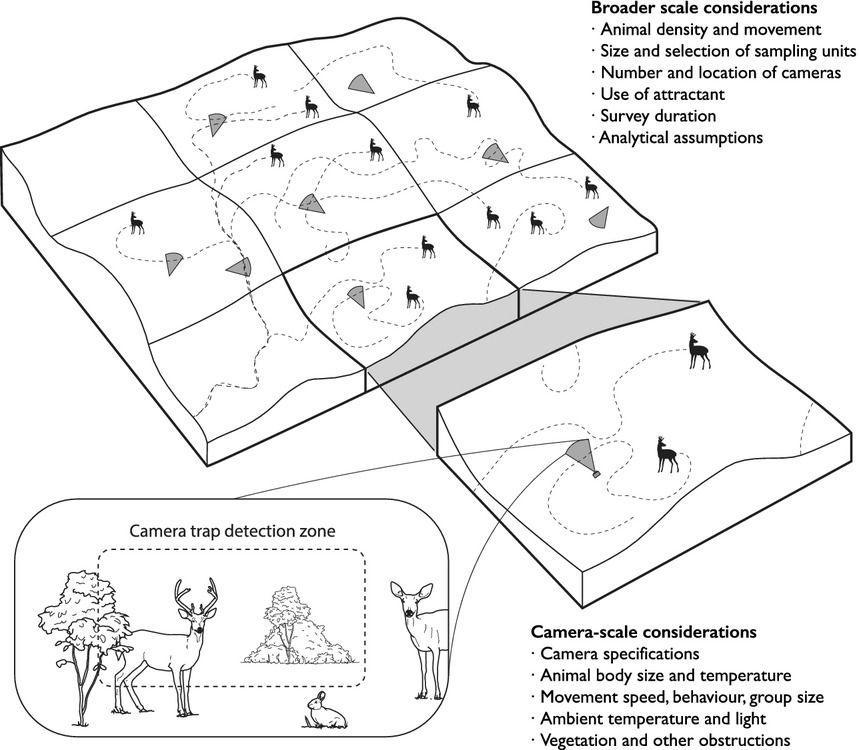 Broader scale considerations
· Animal density and movement
· Size and selection of sampling units
· Number and location of cameras
· Use of attractant
· Survey duration
· Analytical assumptions
Camera trap detection zone
Camera-scale considerations
· Camera specifications
· Animal body size and temperature
· Movement speed, behaviour, group size
· Ambient temperature and light
· Vegetation and other obstructions